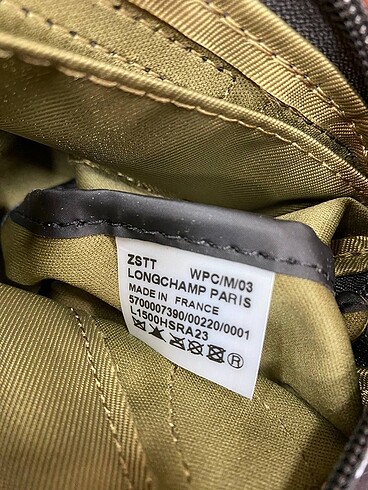 ZSTT WPC/M/03
LONGCHAMP PARIS
MADE IN FRANCE
5700007390/00220/0001
L1500HSRA23
R